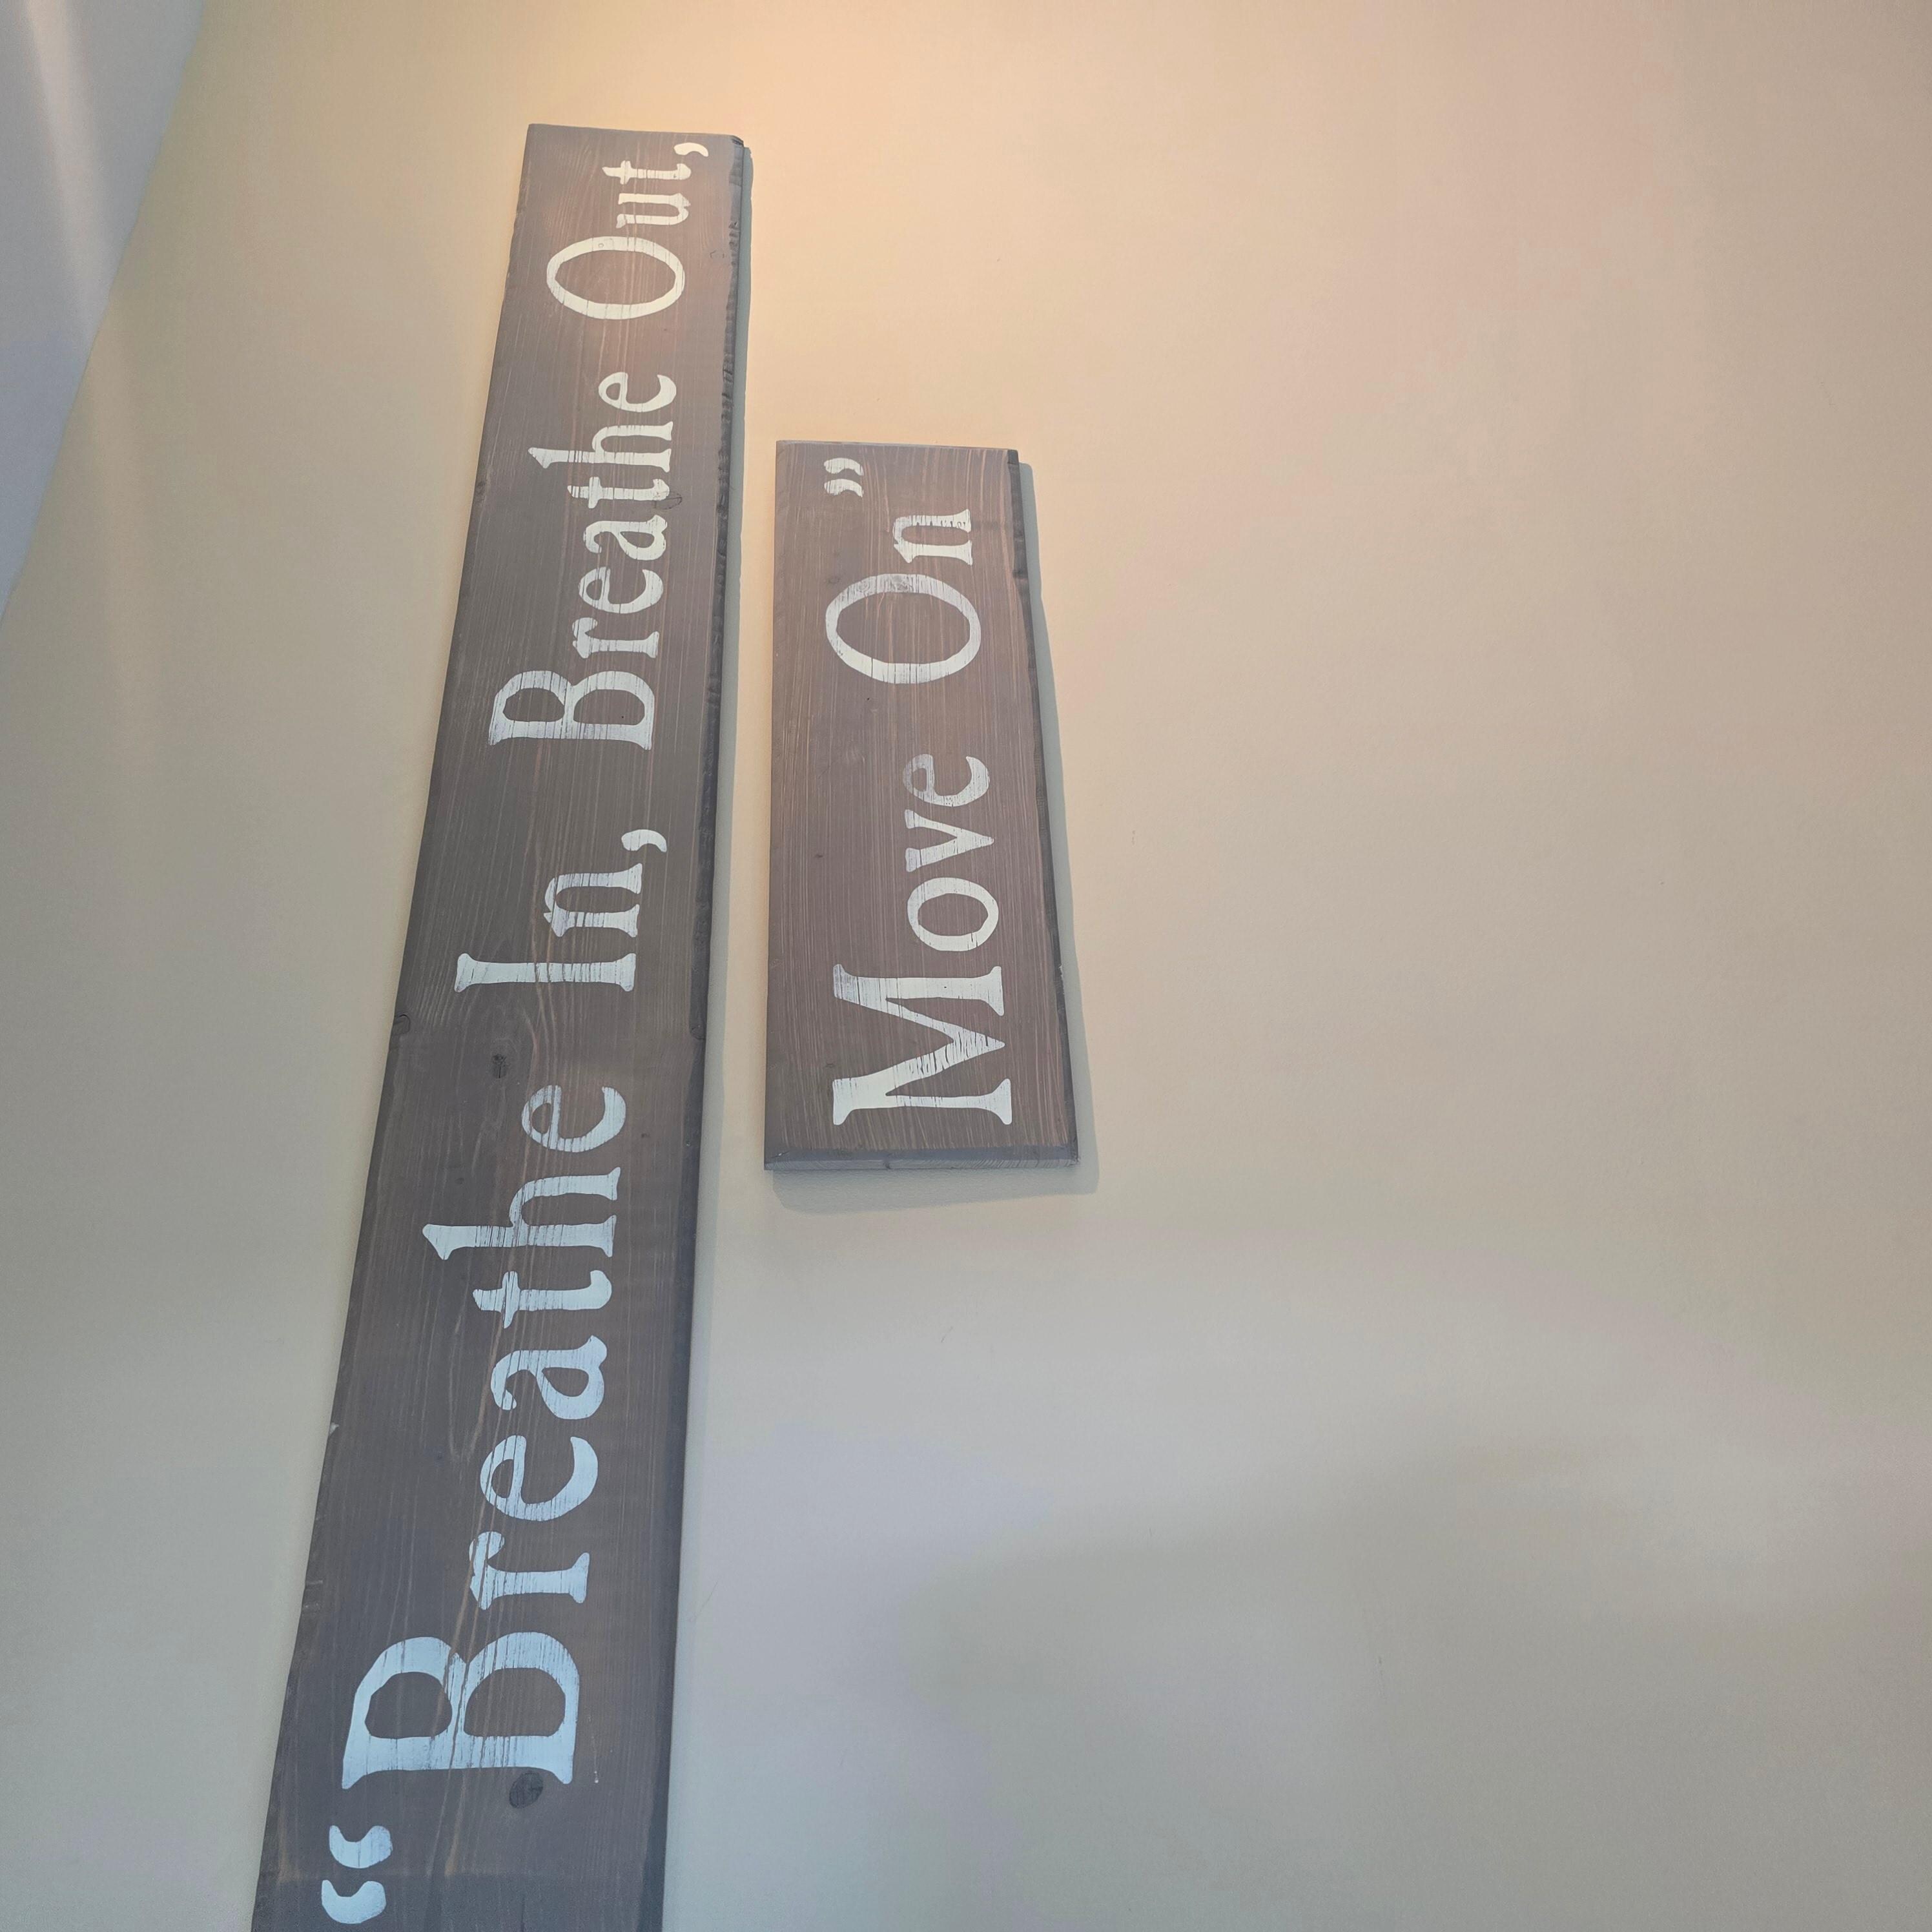 “Breathe In, Breathe Out,
Move On”